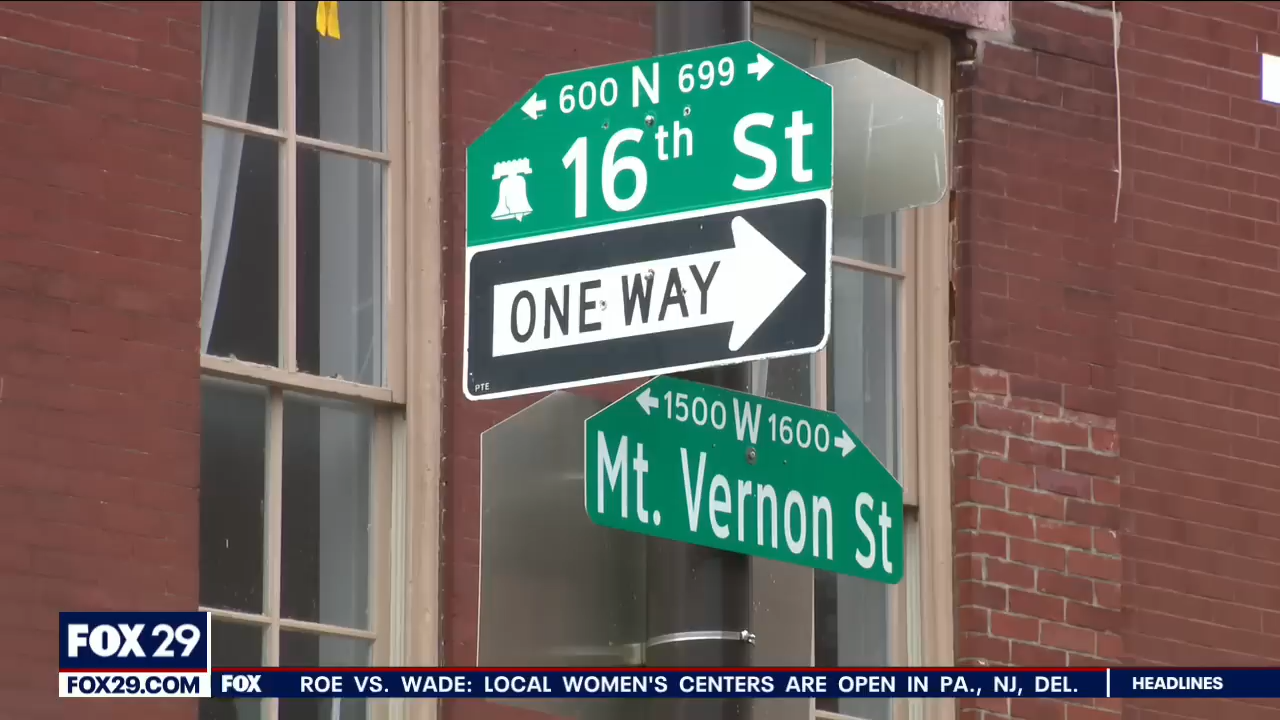 600 N 699
16th St
ONE WAY
PTE
1500 W 1600
Mt. Vernon St
FOX 29
FOX29.COM
FOX ROE VS. WADE: LOCAL WOMEN'S CENTERS ARE OPEN IN PA., NJ, DEL. HEADLINES